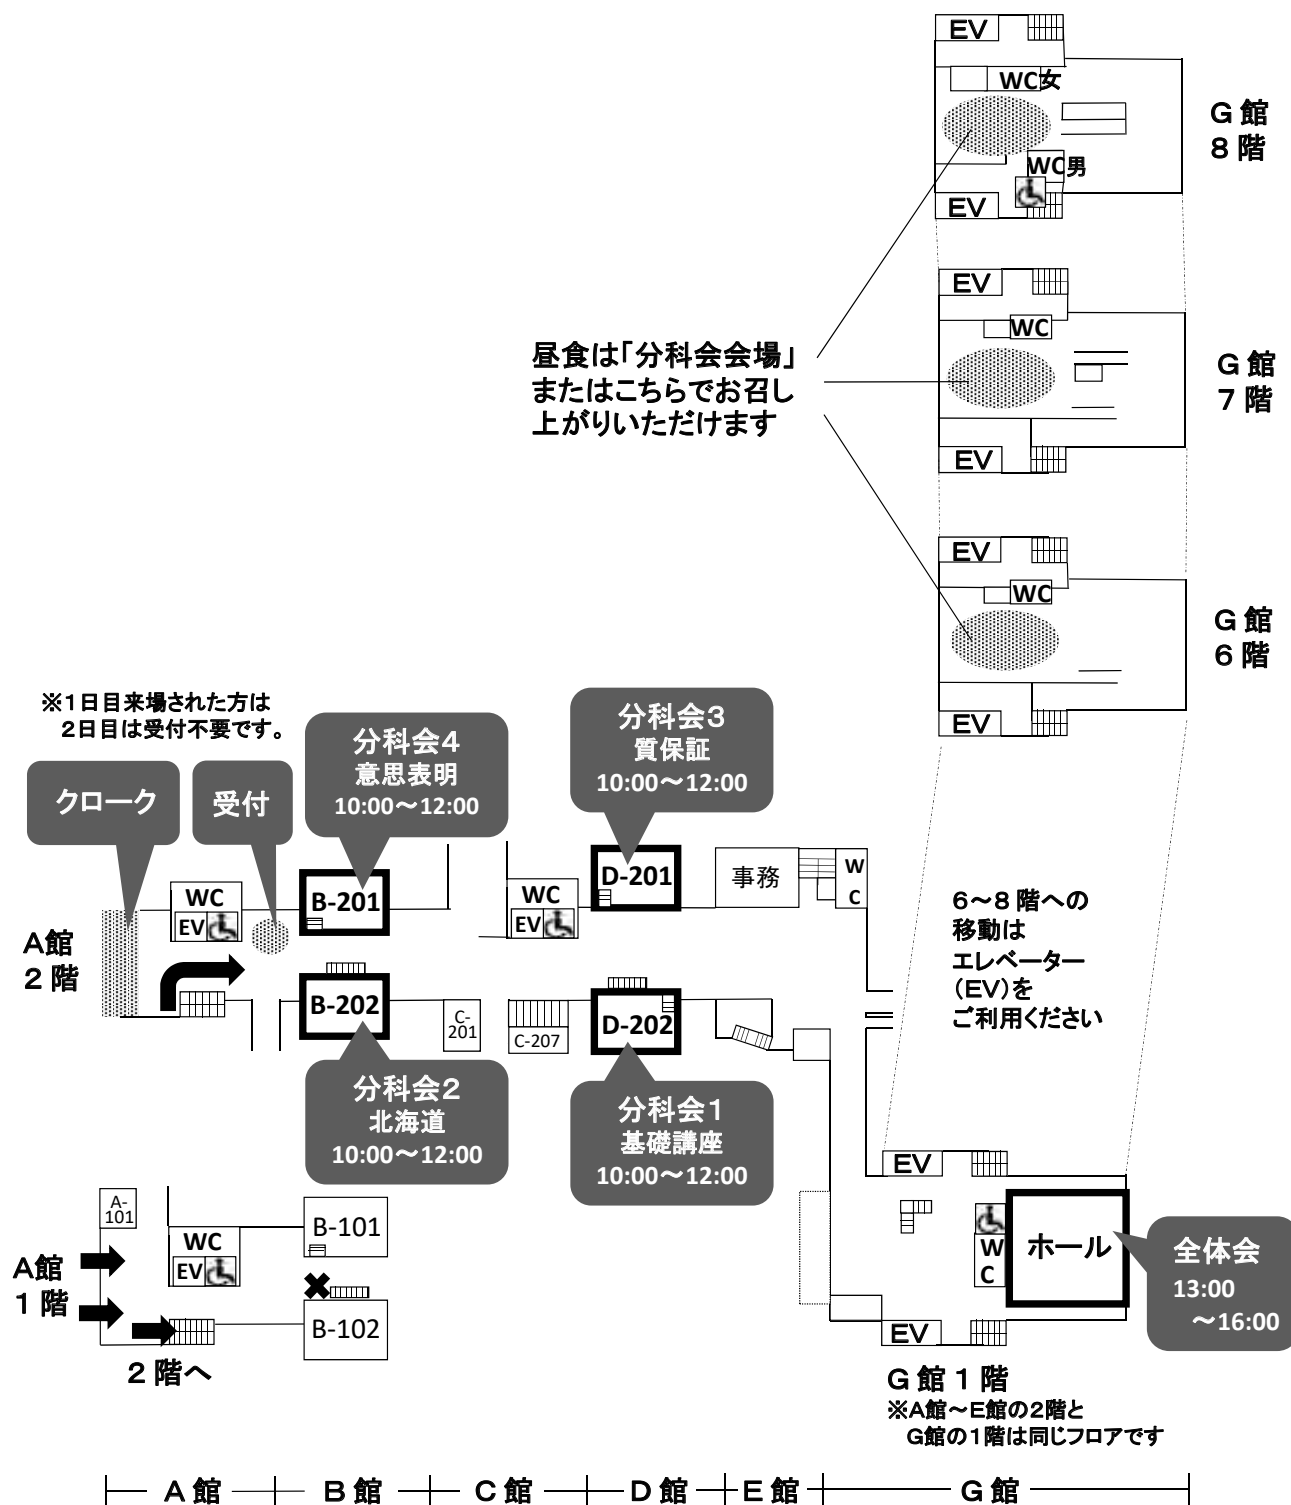 EV
WC女
G 館
8 階
WC男
EV
EV
WC
昼食は「分科会会場」
またはこちらでお召し
上がりいただけます
G 館
7 階
EV
EV
WC
G 館
6 階
EV
※1日目来場された方は
2日目は受付不要です。
クローク
受付
分科会4
意思表明
10:00～12:00
分科会3
質保証
10:00～12:00
WC
EV
B-201
WC
EV
D-201
事務
W
C
A館
2 階
B-202
C-
201
C-207
D-202
6～8 階への
移動は
エレベーター
(EV)を
ご利用ください
分科会2
北海道
10:00～12:00
分科会1
基礎講座
10:00～12:00
A-
101
WC
EV
B-101
A館
1 階
B-102
2 階へ
EV
W
C
ホール
全体会
13:00
～16:00
EV
G 館 1 階
※A館～E館の2階と
G館の1階は同じフロアです
A 館
B 館
C 館
D 館
E 館
G 館